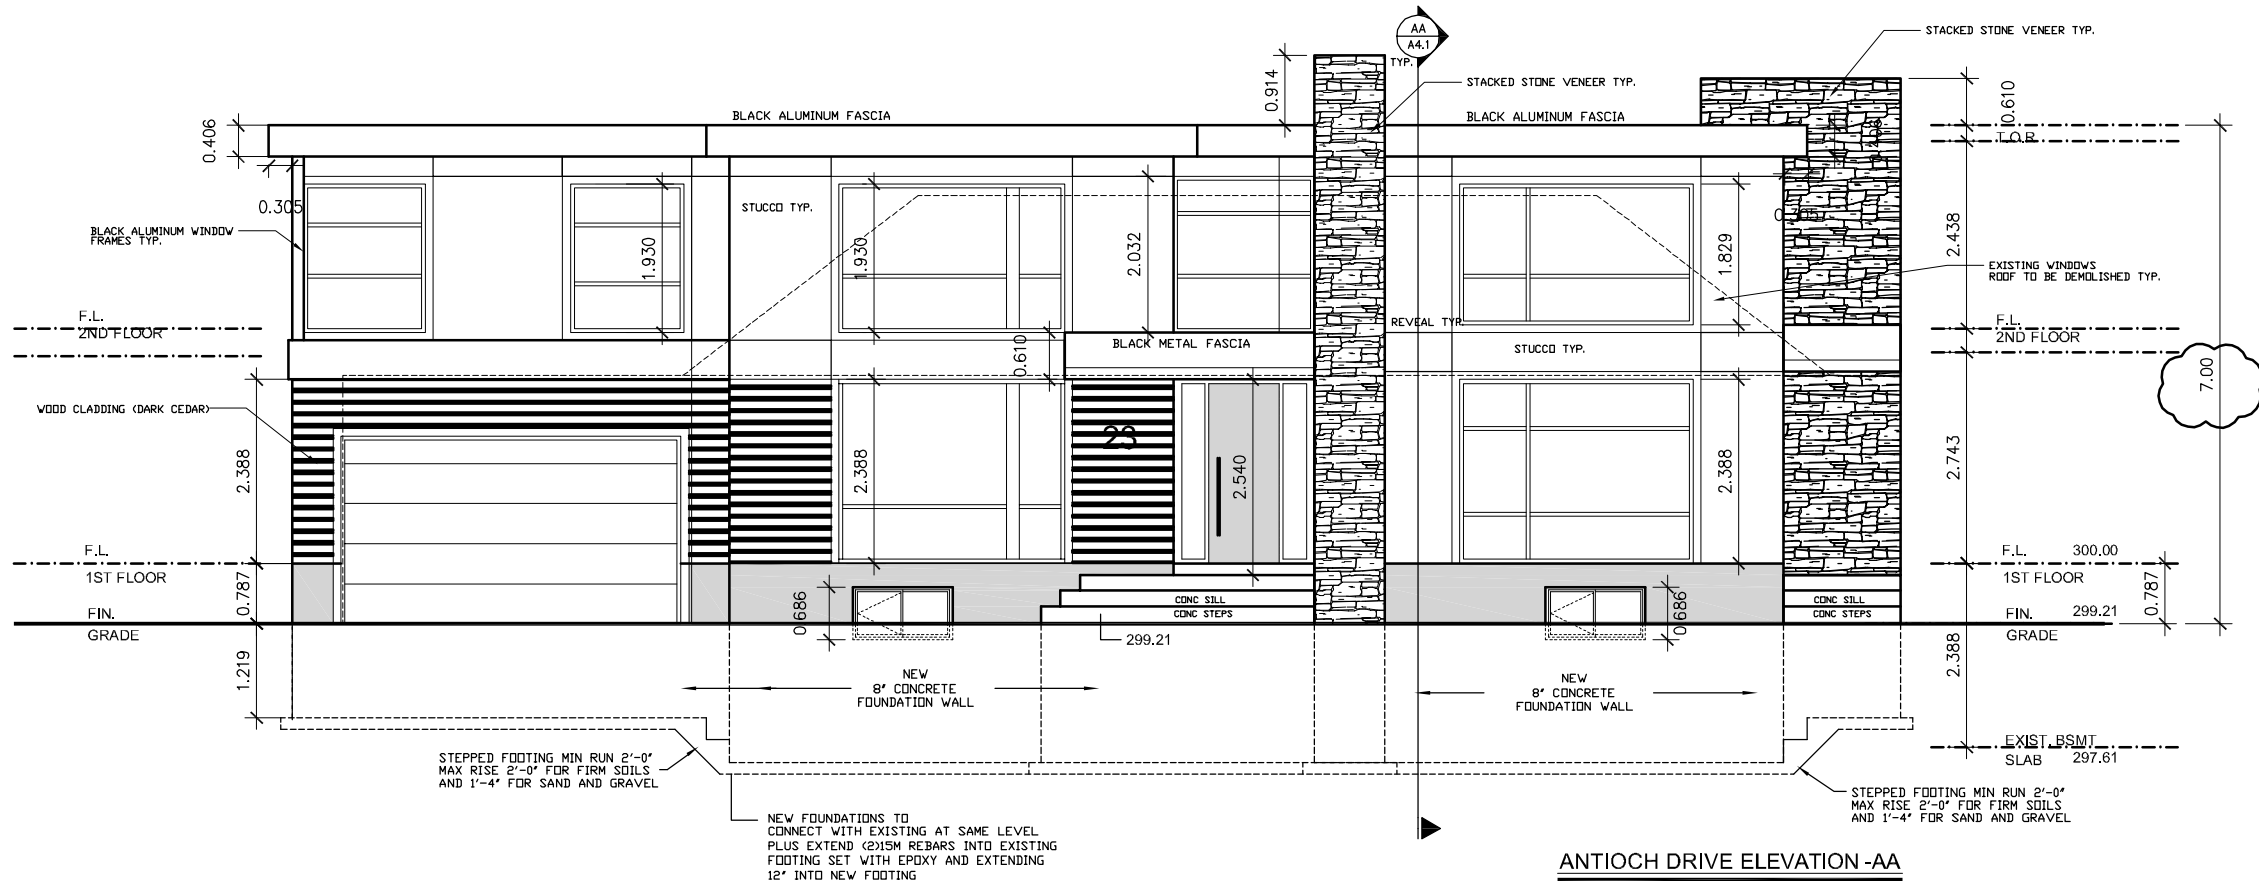 AA
A4.1
TYP.
STACKED STONE VENEER TYP.
STACKED STONE VENEER TYP.
0.914
0.610
0.406
BLACK ALUMINUM FASCIA
BLACK ALUMINUM FASCIA
T.O.R.
0.305
STUCCO TYP.
0.305
BLACK ALUMINUM WINDOW
FRAMES TYP.
1.930
1.930
2.032
1.829
2.438
EXISTING WINDOWS
ROOF TO BE DEMOLISHED TYP.
F.L.
2ND FLOOR
REVEAL TYP.
F.L.
2ND FLOOR
0.610
BLACK METAL FASCIA
STUCCO TYP.
7.00
WOOD CLADDING (DARK CEDAR)
23
2.388
2.388
2.540
2.388
2.743
F.L.
1ST FLOOR
F.L. 300.00
1ST FLOOR
0.787
0.686
CONC SILL
CONC STEPS
0.686
CONC SILL
CONC STEPS
0.787
FIN.
GRADE
299.21
FIN. 299.21
GRADE
1.219
NEW
8" CONCRETE
FOUNDATION WALL
NEW
8" CONCRETE
FOUNDATION WALL
2.388
EXIST. BSMT
SLAB 297.61
STEPPED FOOTING MIN RUN 2'-0"
MAX RISE 2'-0" FOR FIRM SOILS
AND 1'-4" FOR SAND AND GRAVEL
STEPPED FOOTING MIN RUN 2'-0"
MAX RISE 2'-0" FOR FIRM SOILS
AND 1'-4" FOR SAND AND GRAVEL
NEW FOUNDATIONS TO
CONNECT WITH EXISTING AT SAME LEVEL
PLUS EXTEND (2)15M REBARS INTO EXISTING
FOOTING SET WITH EPOXY AND EXTENDING
12" INTO NEW FOOTING
ANTIOCH DRIVE ELEVATION -AA